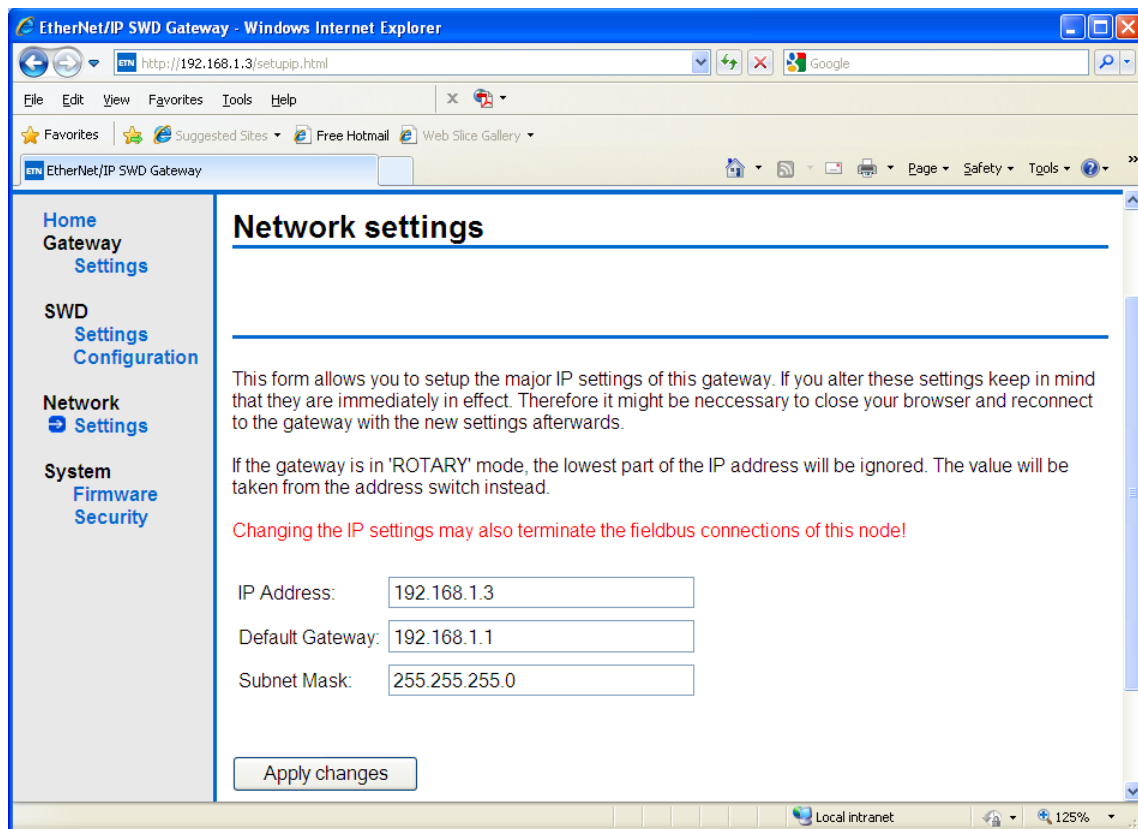 EtherNet/IP SWD Gateway - Windows Internet Explorer
ETN http://192.168.1.3/setupip.html
Google
File Edit View Favorites Tools Help
Favorites Suggested Sites Free Hotmail Web Slice Gallery
ETN EtherNet/IP SWD Gateway
Page Safety Tools
Home
Gateway
Settings
SWD
Settings
Configuration
Network
Settings
System
Firmware
Security
Network settings
This form allows you to setup the major IP settings of this gateway. If you alter these settings keep in mind
that they are immediately in effect. Therefore it might be neccessary to close your browser and reconnect
to the gateway with the new settings afterwards.
If the gateway is in 'ROTARY' mode, the lowest part of the IP address will be ignored. The value will be
taken from the address switch instead.
Changing the IP settings may also terminate the fieldbus connections of this node!
IP Address: 192.168.1.3
Default Gateway: 192.168.1.1
Subnet Mask: 255.255.255.0
Apply changes
Local intranet 125%